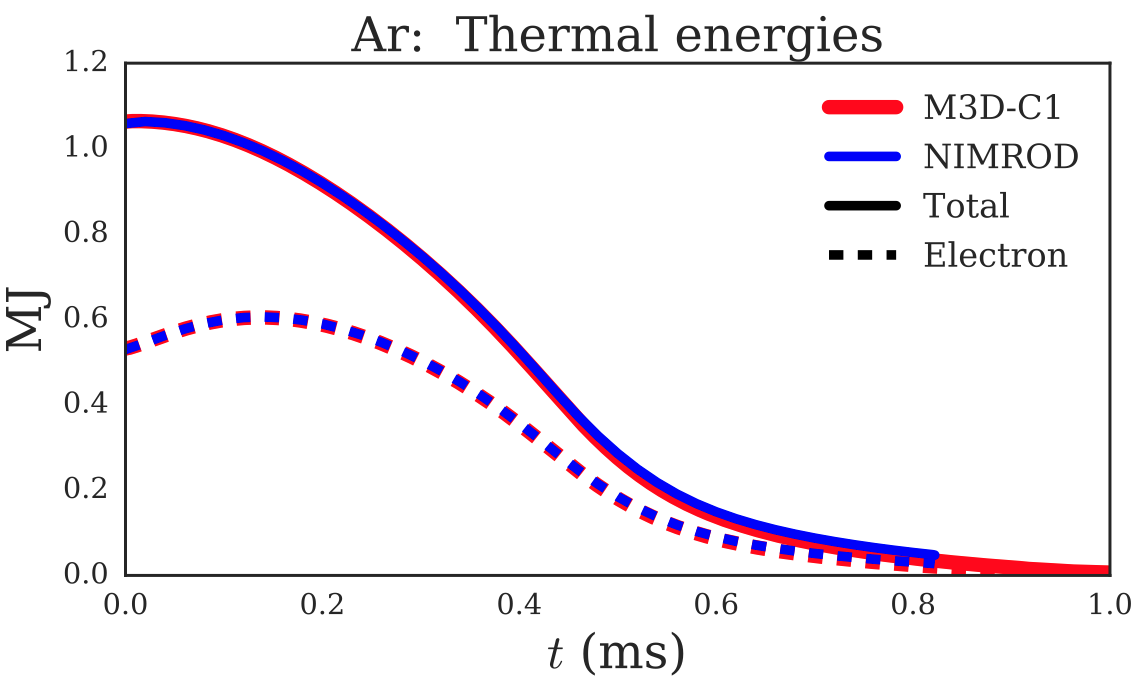 Ar: Thermal energies
1.2
1.0
0.8
0.6
0.4
0.2
0.0
MJ
M3D-C1
NIMROD
Total
Electron
0.0 0.2 0.4 0.6 0.8 1.0
t (ms)